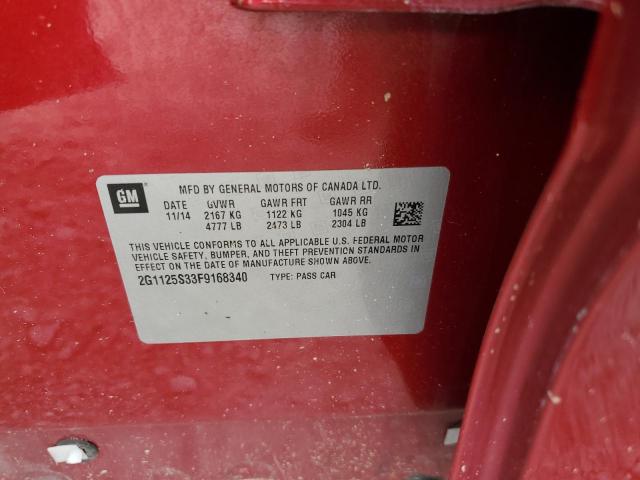 GM
MFD BY GENERAL MOTORS OF CANADA LTD.
DATE GVWR GAWR FRT GAWR RR
11/14 2167 KG 1122 KG 1045 KG
4777 LB 2473 LB 2304 LB
THIS VEHICLE CONFORMS TO ALL APPLICABLE U.S. FEDERAL MOTOR
VEHICLE SAFETY, BUMPER, AND THEFT PREVENTION STANDARDS IN
EFFECT ON THE DATE OF MANUFACTURE SHOWN ABOVE.
2G1125S33F9168340 TYPE: PASS CAR